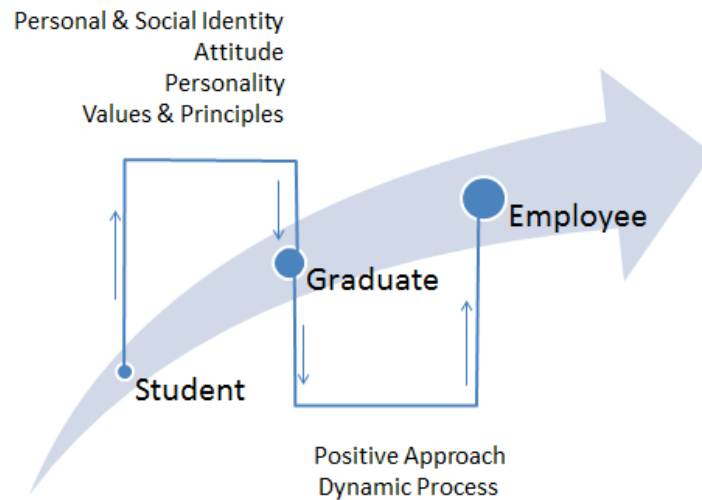 Personal & Social Identity
Attitude
Personality
Values & Principles
Employee
Graduate
Student
Positive Approach
Dynamic Process